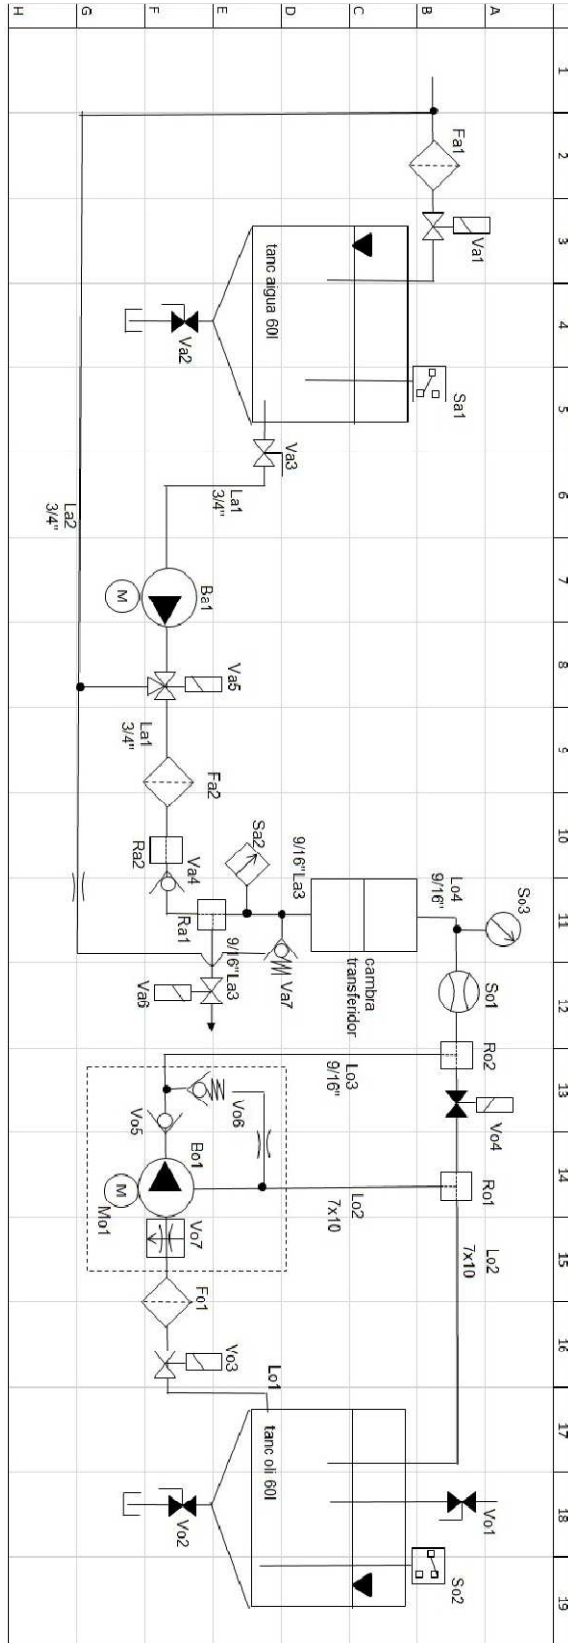 1
2
3
4
5
6
7
8
9
10
11
12
13
14
15
16
17
18
19
A
B
C
D
E
F
G
H
Fa1
Va1
tanc aigua 60l
Sa1
Va2
Va3
La1
3/4"
La2
3/4"
Ba1
M
Va5
La1
3/4"
Fa2
Ra2
Va4
Sa2
Ra1
9/16"La3
9/16"La3
Va6
Va7
cambra
transferidor
Lo4
9/16"
So3
So1
Ro2
Lo3
9/16"
Vo4
Vo5
Vo6
Bo1
M
Mo1
Vo7
Ro1
Lo2
7x10
Lo2
7x10
Fo1
Vo3
Lo1
tanc oli 60l
Vo2
Vo1
So2